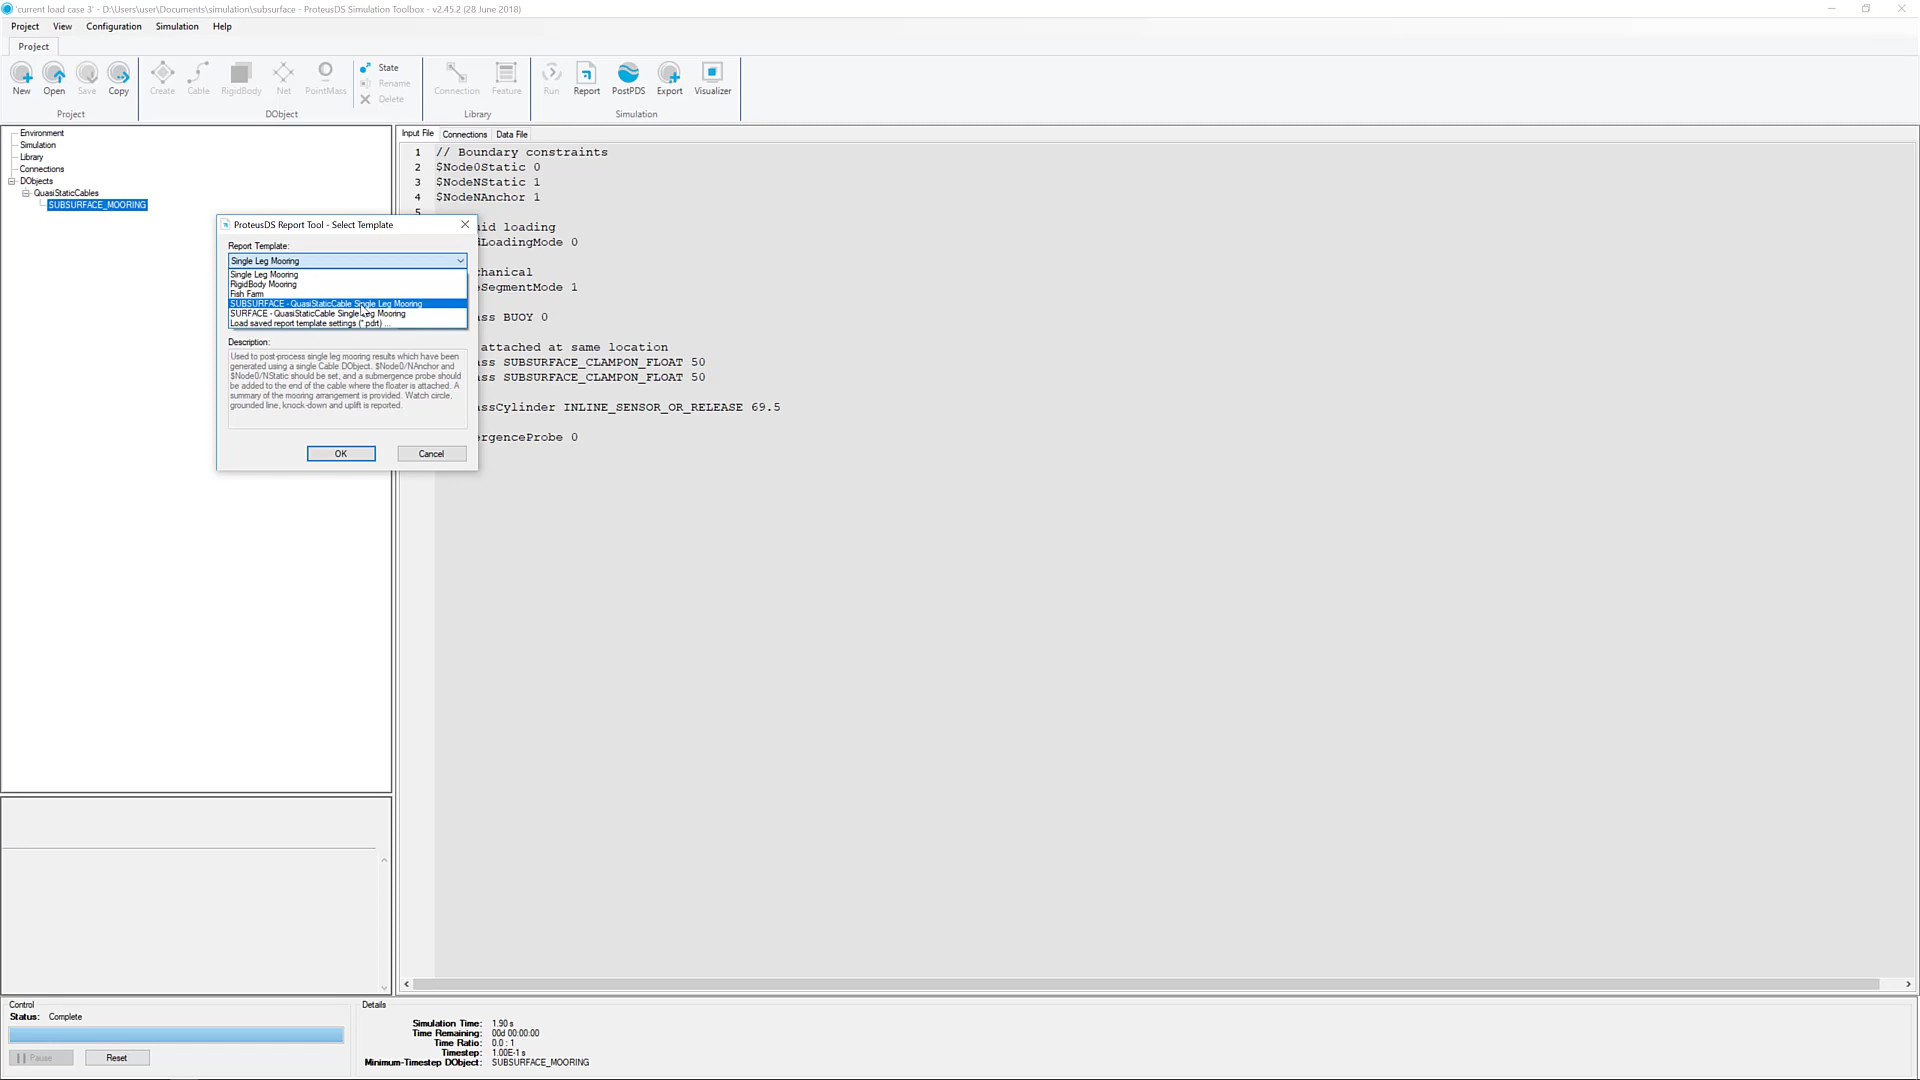 'current load case 3' - D:\Users\user\Documents\simulation\subsurface - ProteusDS Simulation Toolbox - v2.45.2 (28 June 2018)
Project View Configuration Simulation Help
Project
New Open Save Copy
Create Cable RigidBody Net PointMass
State
Rename
Delete
Connection Feature
Run Report PostPDS Export Visualizer
Project DObject Library Simulation
Environment
Simulation
Library
Connections
DObjects
QuasiStaticCables
SUBSURFACE_MOORING
Input File Connections Data File
1 // Boundary constraints
2 $Node0Static 0
3 $NodeNStatic 1
4 $NodeNAnchor 1
5
uid loading
dLoadingMode 0
chanical
eSegmentMode 1
ss BUOY 0
attached at same location
ass SUBSURFACE_CLAMPON_FLOAT 50
ass SUBSURFACE_CLAMPON_FLOAT 50
assCylinder INLINE_SENSOR_OR_RELEASE 69.5
ergenceProbe 0
ProteusDS Report Tool - Select Template
Report Template:
Single Leg Mooring
Single Leg Mooring
RigidBody Mooring
Fish Farm
SUBSURFACE - QuasiStaticCable Single Leg Mooring
SURFACE - QuasiStaticCable Single Leg Mooring
Load saved report template settings (*.pdrt) ...
Description:
Used to post-process single leg mooring results which have been
generated using a single Cable DObject. $Node0/NAnchor and
$Node0/NStatic should be set, and a submergence probe should
be added to the end of the cable where the floater is attached. A
summary of the mooring arrangement is provided. Watch circle,
grounded line, knock-down and uplift is reported.
OK Cancel
Control
Status: Complete
Pause Reset
Details
Simulation Time: 1.90 s
Time Remaining: 00d 00:00:00
Time Ratio: 0.0 : 1
Timestep: 1.00E-1 s
Minimum-Timestep DObject: SUBSURFACE_MOORING